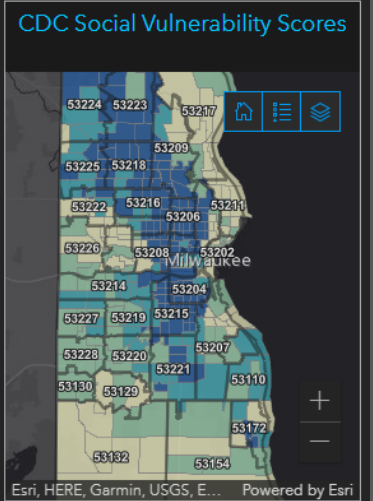 CDC Social Vulnerability Scores
53224 53223
53217
53209
53225 53218
53222 53216 53211
53206
53226 53208 53202
Milwaukee
53214 53204
53227 53219 53215
53228 53220 53207
53221
53110
53130 53129
53172
53132
53154
+
−
Esri, HERE, Garmin, USGS, E... Powered by Esri